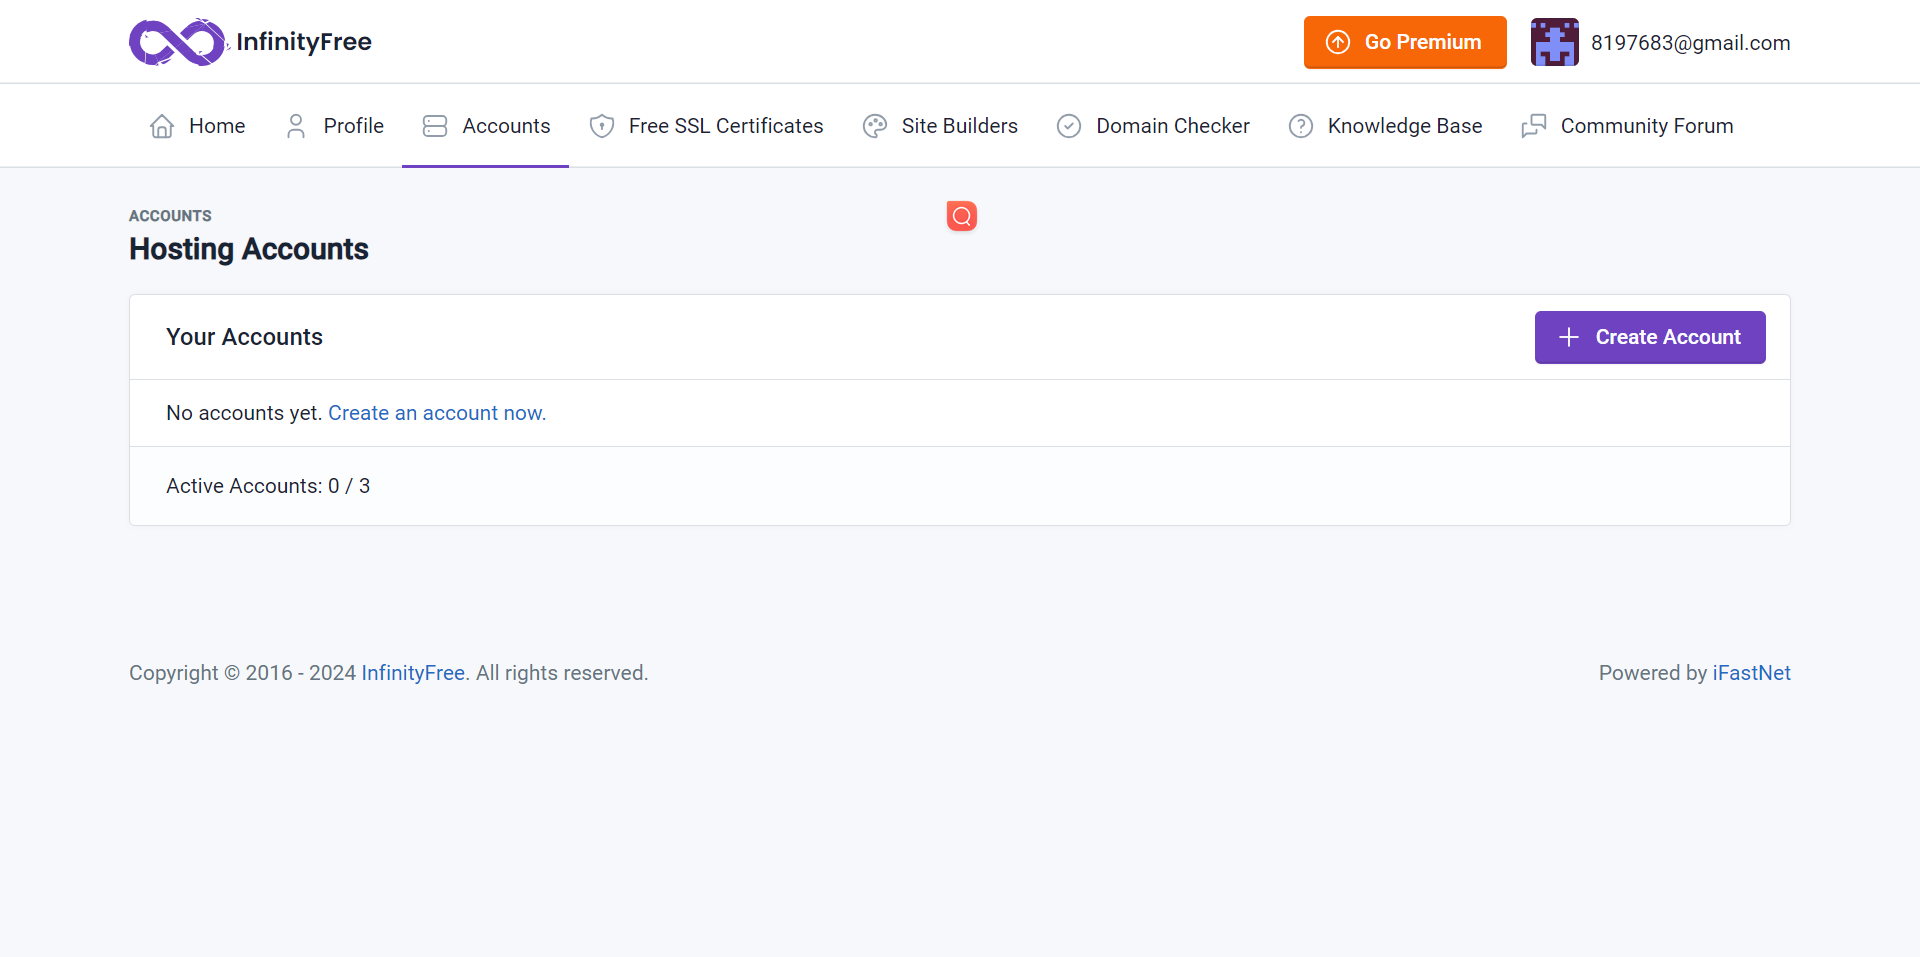 InfinityFree
Go Premium
8197683@gmail.com
Home
Profile
Accounts
Free SSL Certificates
Site Builders
Domain Checker
Knowledge Base
Community Forum
ACCOUNTS
Hosting Accounts
Your Accounts
Create Account
No accounts yet. Create an account now.
Active Accounts: 0 / 3
Copyright © 2016 - 2024 InfinityFree. All rights reserved.
Powered by iFastNet